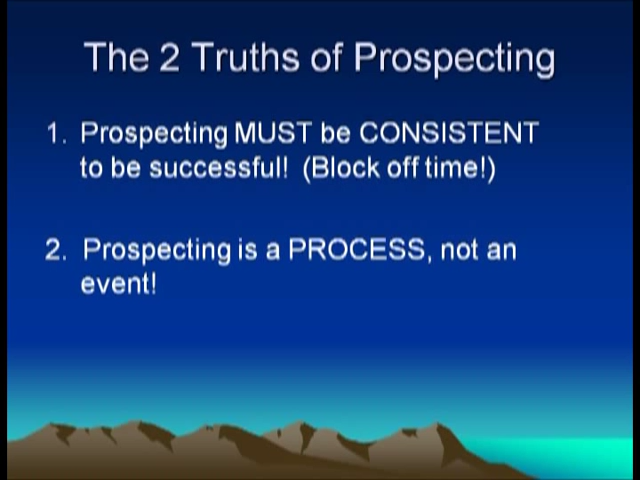 The 2 Truths of Prospecting
1. Prospecting MUST be CONSISTENT
to be successful! (Block off time!)
2. Prospecting is a PROCESS, not an
event!